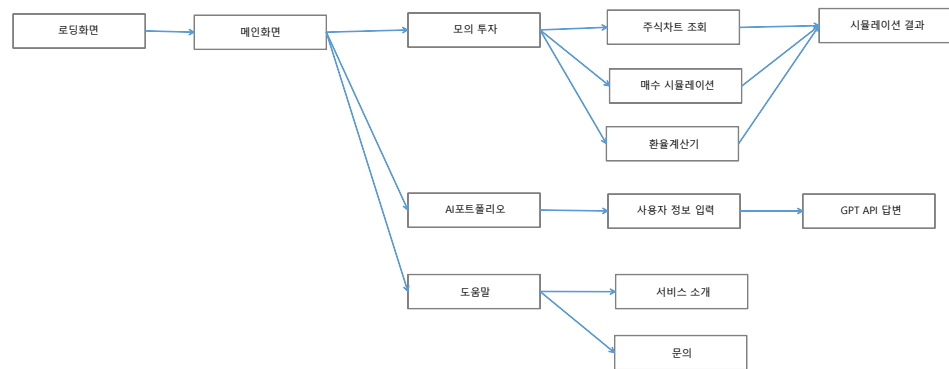 로딩화면
메인화면
모의 투자
주식차트 조회
시뮬레이션 결과
매수 시뮬레이션
환율계산기
AI포트폴리오
사용자 정보 입력
GPT API 답변
도움말
서비스 소개
문의